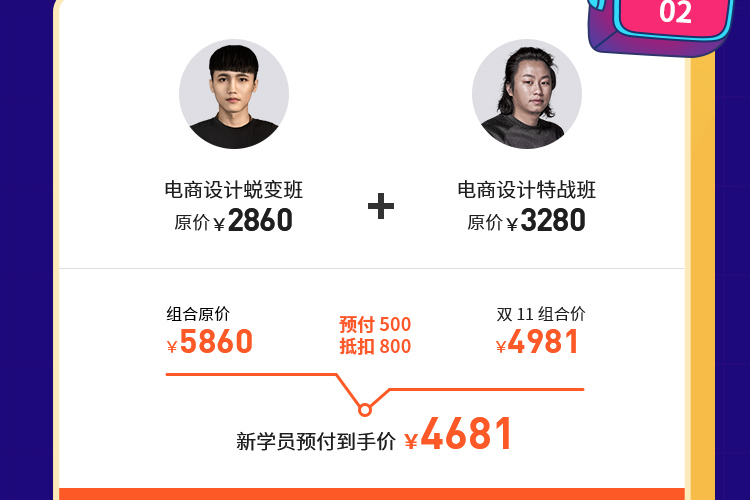 02
电商设计蜕变班
原价¥2860
+
电商设计特战班
原价¥3280
组合原价
¥5860
预付 500
抵扣 800
双 11 组合价
¥4981
新学员预付到手价 ¥4681